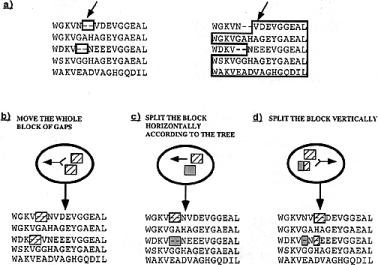 a)
WGKVN--VDEVGGEAL
WGKVGAHAGEYGAEAL
WDKV--NEEEVGGEAL
WSKVGGHAGEYGAEAL
WAKVEADVAGHGQDIL
WGKVN--VDEVGGEAL
WGKVGAHAGEYGAEAL
WDKV--NEEEVGGEAL
WSKVGGHAGEYGAEAL
WAKVEADVAGHGQDIL
b) MOVE THE WHOLE
BLOCK OF GAPS
WGKV NVDEVGGEAL
WGKVGAHAGEYGAEAL
WDK VNEEEVGGEAL
WSKVGGHAGEYGAEAL
WAKVEADVAGHGQDIL
c) SPLIT THE BLOCK
HORIZONTALLY
ACCORDING TO THE TREE
WGKV NVDEVGGEAL
WGKVGAHAGEYGAEAL
WDKV NEEEVGGEAL
WSKVGGHAGEYGAEAL
WAKVEADVAGHGQDIL
d) SPLIT THE BLOCK VERTICALLY
WGKVNV DEVGGEAL
WGKVGAHAGEYGAEAL
WDKV N EEEVGGEAL
WSKVGGHAGEYGAEAL
WAKVEADVAGHGQDIL